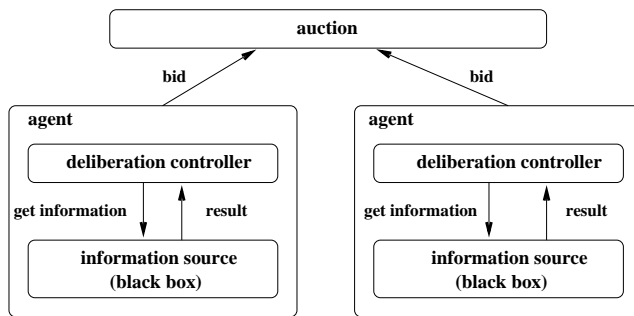 auction
bid
bid
agent
deliberation controller
get information
result
information source
(black box)
agent
deliberation controller
get information
result
information source
(black box)